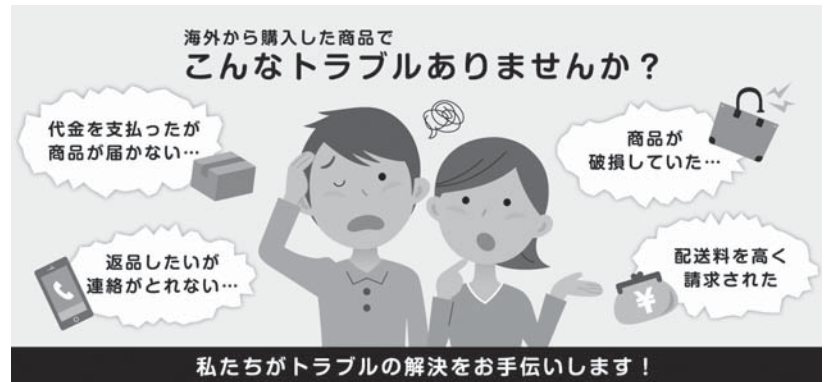 海外から購入した商品で
こんなトラブルありませんか？
代金を支払ったが
商品が届かない…
商品が
破損していた…
返品したいが
連絡がとれない…
配送料を高く
請求された
¥
私たちがトラブルの解決をお手伝いします！